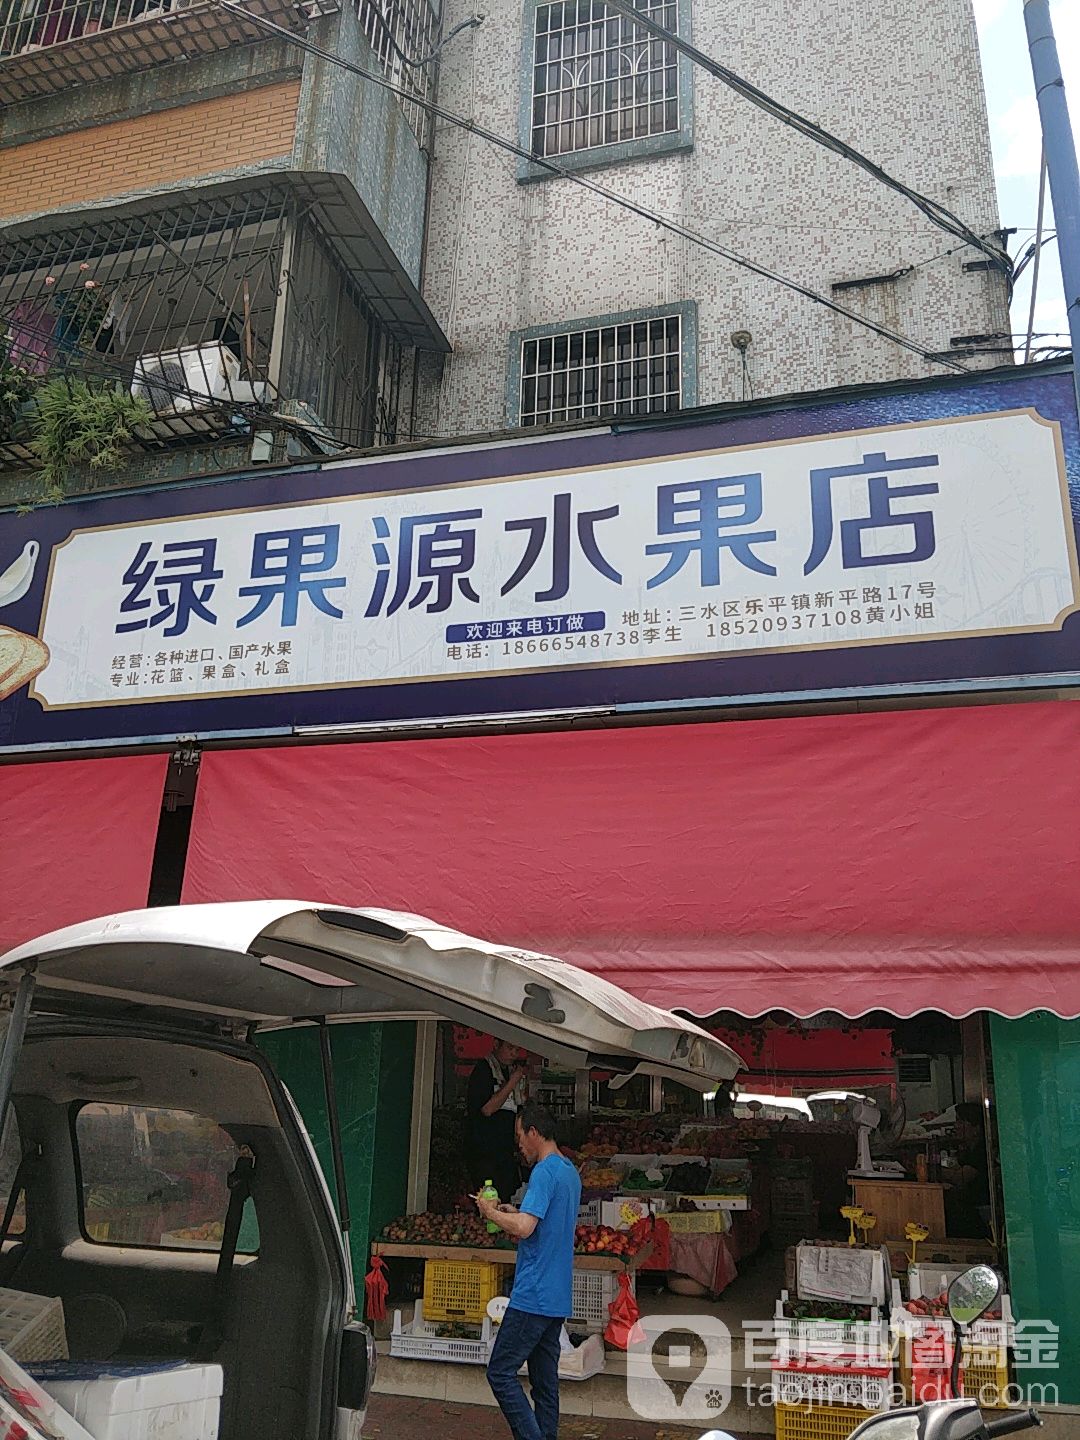 绿果源水果店
欢迎来电订做
地址：三水区乐平镇新平路17号
经营：各种进口、国产水果
专业：花篮、果盒、礼盒
电话：18666548738李生 18520937108黄小姐
百度地图淘金
taojin.baidu.com